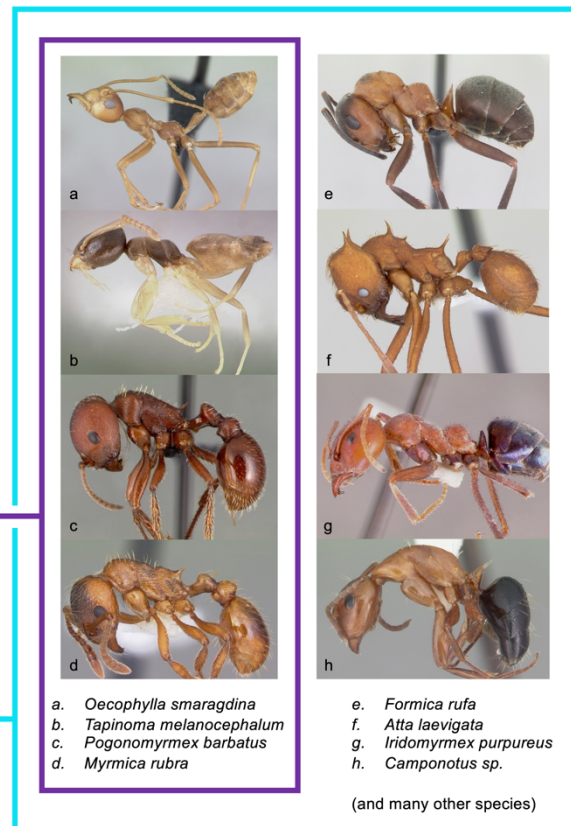 a
e
b
f
c
g
d
h
a. Oecophylla smaragdina
b. Tapinoma melanocephalum
c. Pogonomyrmex barbatus
d. Myrmica rubra
e. Formica rufa
f. Atta laevigata
g. Iridomyrmex purpureus
h. Camponotus sp.
(and many other species)